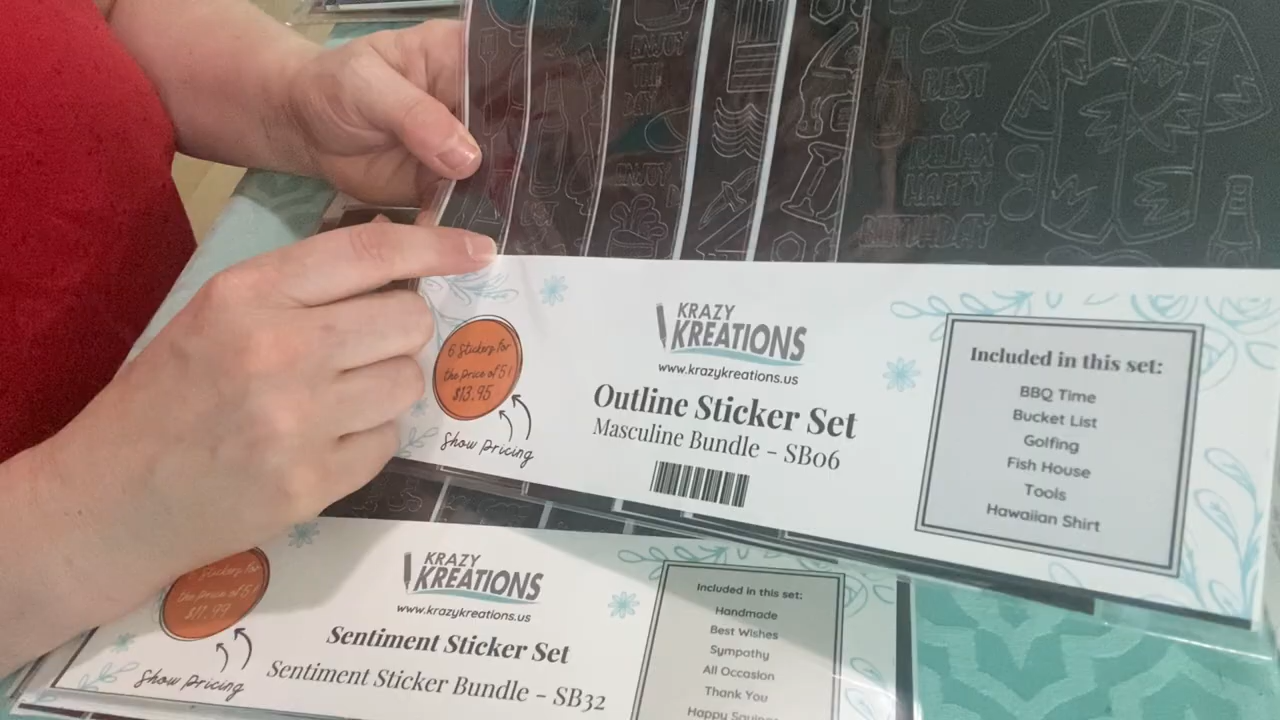 ENJOY
THE
DAY
ENJOY
REST
&
RELAX
HAPPY
BIRTHDAY
6 Stickers for
the Price of 5!
$13.95
Show Pricing
KRAZY
KREATIONS
www.krazykreations.us
Outline Sticker Set
Masculine Bundle - SB06
Included in this set:
BBQ Time
Bucket List
Golfing
Fish House
Tools
Hawaiian Shirt
Stickers for
the Price of 5!
$11.99
Show Pricing
KRAZY
KREATIONS
www.krazykreations.us
Sentiment Sticker Set
Sentiment Sticker Bundle - SB32
Included in this set:
Handmade
Best Wishes
Sympathy
All Occasion
Thank You
Happy Sayings